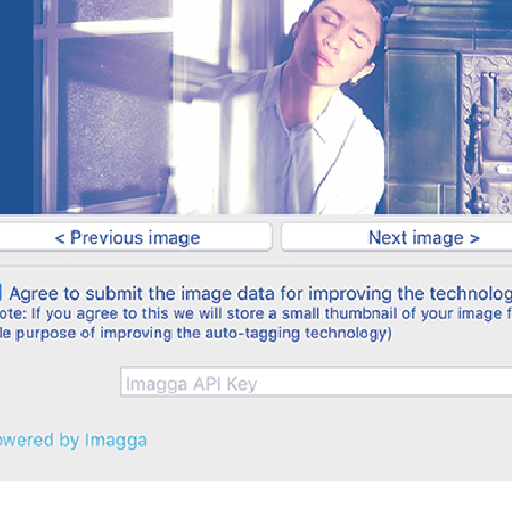 < Previous image
Next image >
Agree to submit the image data for improving the technolog
ote: If you agree to this we will store a small thumbnail of your image f
le purpose of improving the auto-tagging technology)
Imagga API Key
owered by Imagga